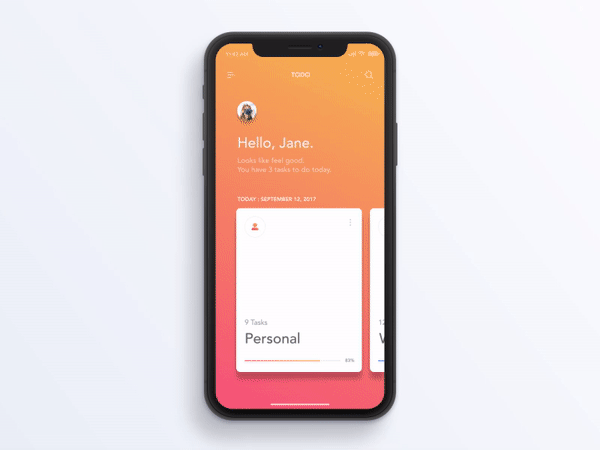 TODO
Hello, Jane.
Looks like feel good.
You have 3 tasks to do today.
TODAY : SEPTEMBER 12, 2017
9 Tasks
Personal
83%
12
W